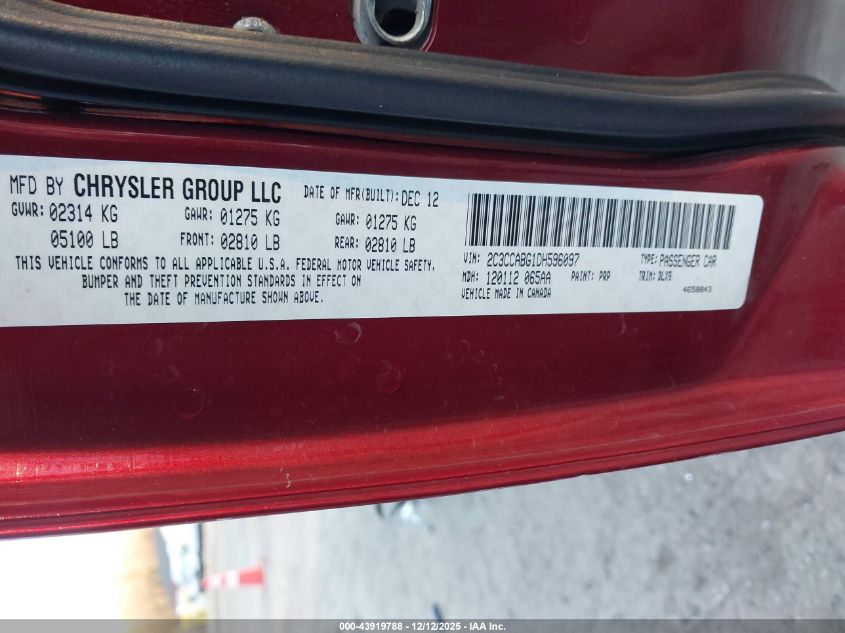 MFD BY CHRYSLER GROUP LLC DATE OF MFR(BUILT): DEC 12
GVWR: 02314 KG GAWR: 01275 KG GAWR: 01275 KG
05100 LB FRONT: 02810 LB REAR: 02810 LB
THIS VEHICLE CONFORMS TO ALL APPLICABLE U.S.A. FEDERAL MOTOR VEHICLE SAFETY,
BUMPER AND THEFT PREVENTION STANDARDS IN EFFECT ON
THE DATE OF MANUFACTURE SHOWN ABOVE.
VIN: 2C3CCABG1DH596097 TYPE: PASSENGER CAR
MDH: 120112 065AA PAINT: PRP TRIM: DLX9
VEHICLE MADE IN CANADA 4658843
000-43919788 - 12/12/2025 - IAA Inc.